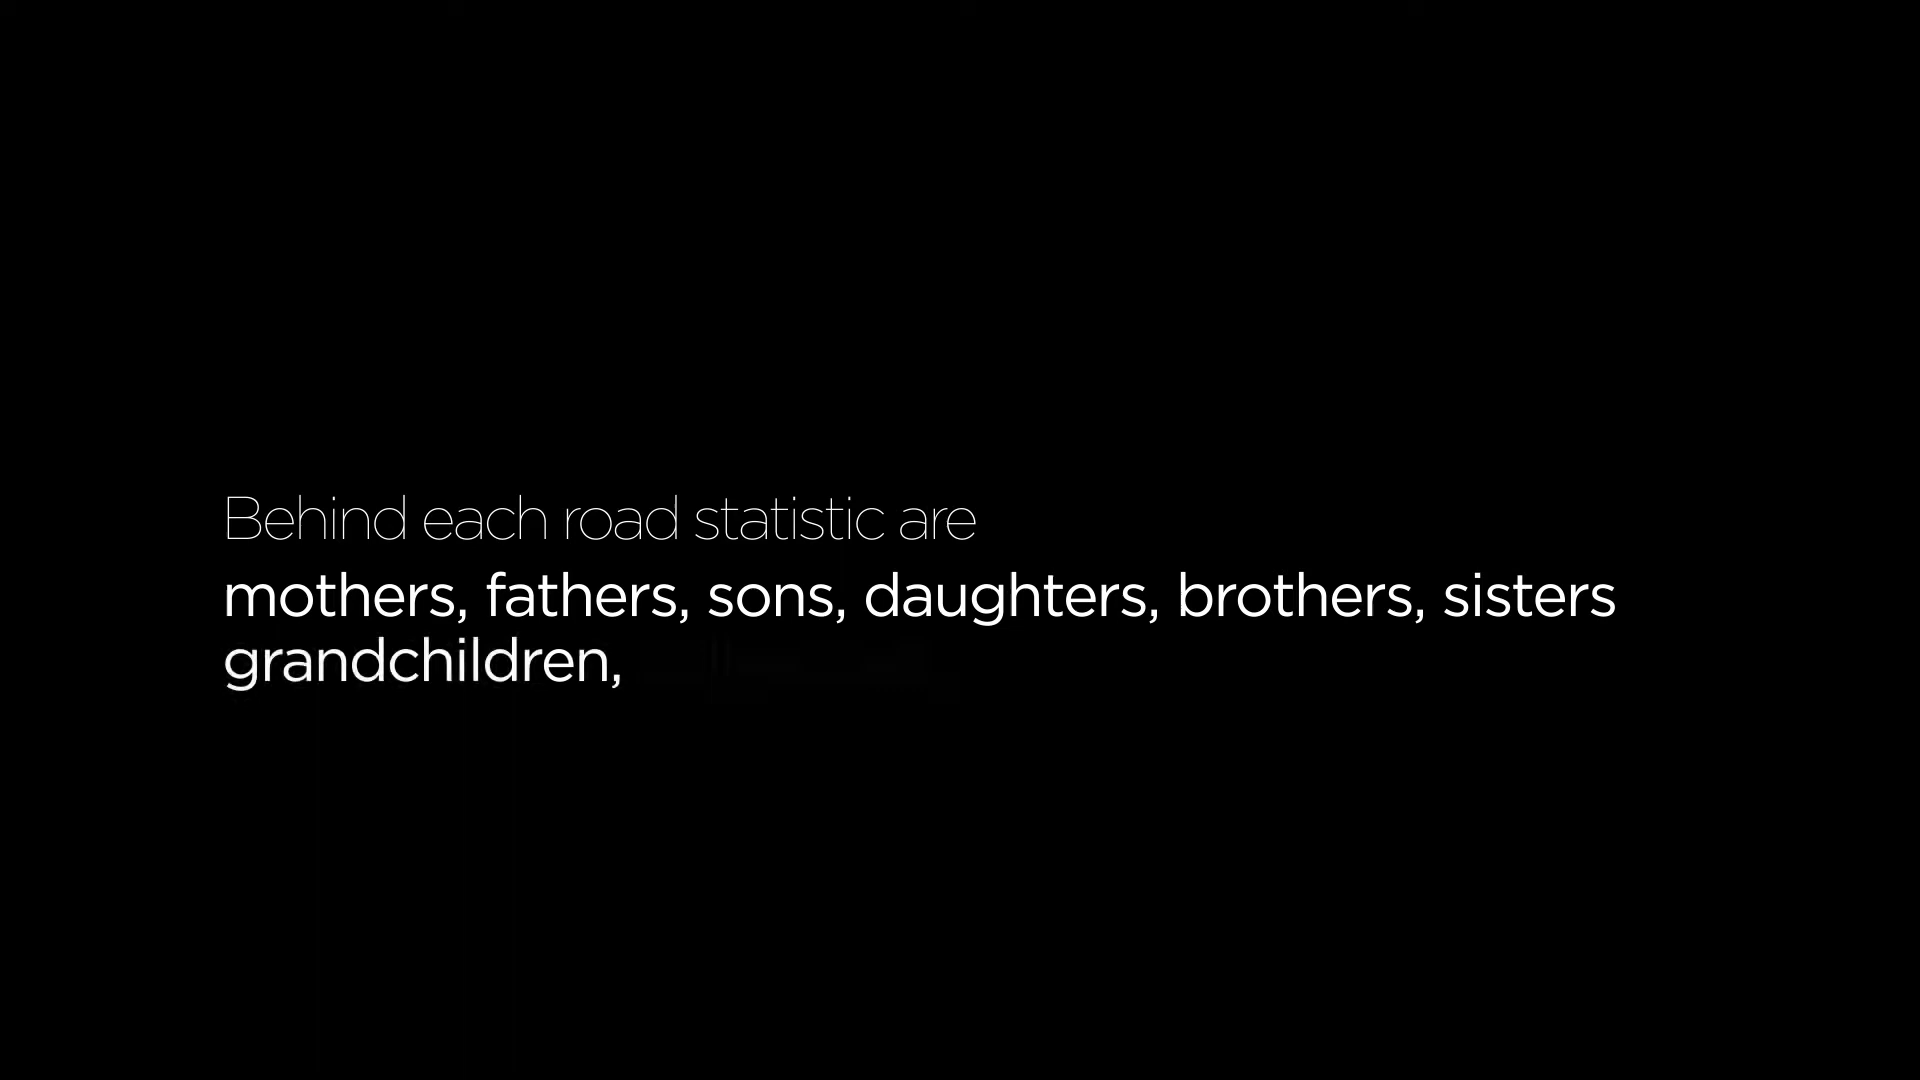 Behind each road statistic are
mothers, fathers, sons, daughters, brothers, sisters
grandchildren,